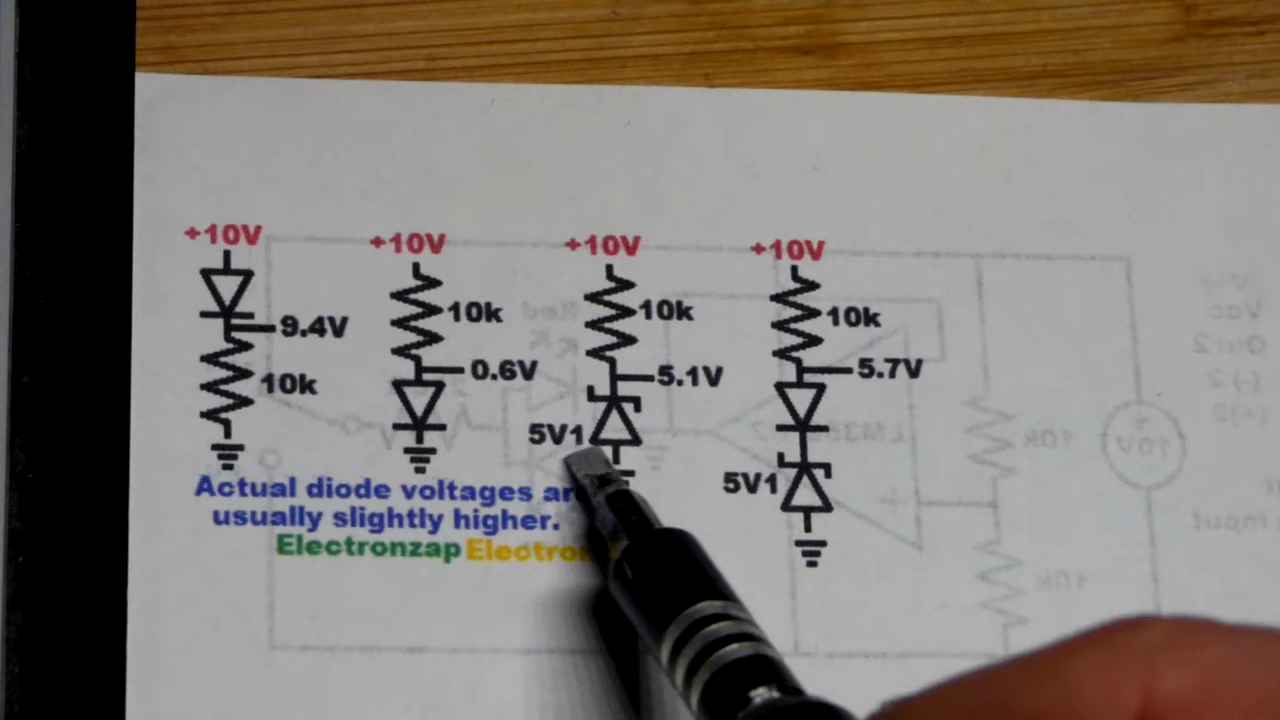 +10V +10V +10V +10V
10k 10k 10k
9.4V
0.6V 5.1V 5.7V
10k
5V1
5V1
Actual diode voltages
usually slightly higher.
Electronzap